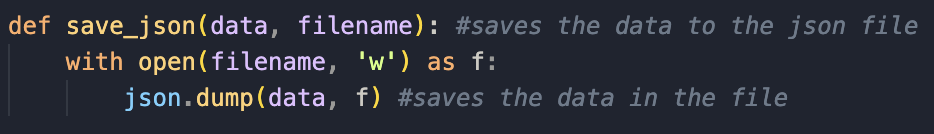 def save_json(data, filename): #saves the data to the json file
    with open(filename, 'w') as f:
        json.dump(data, f) #saves the data in the file